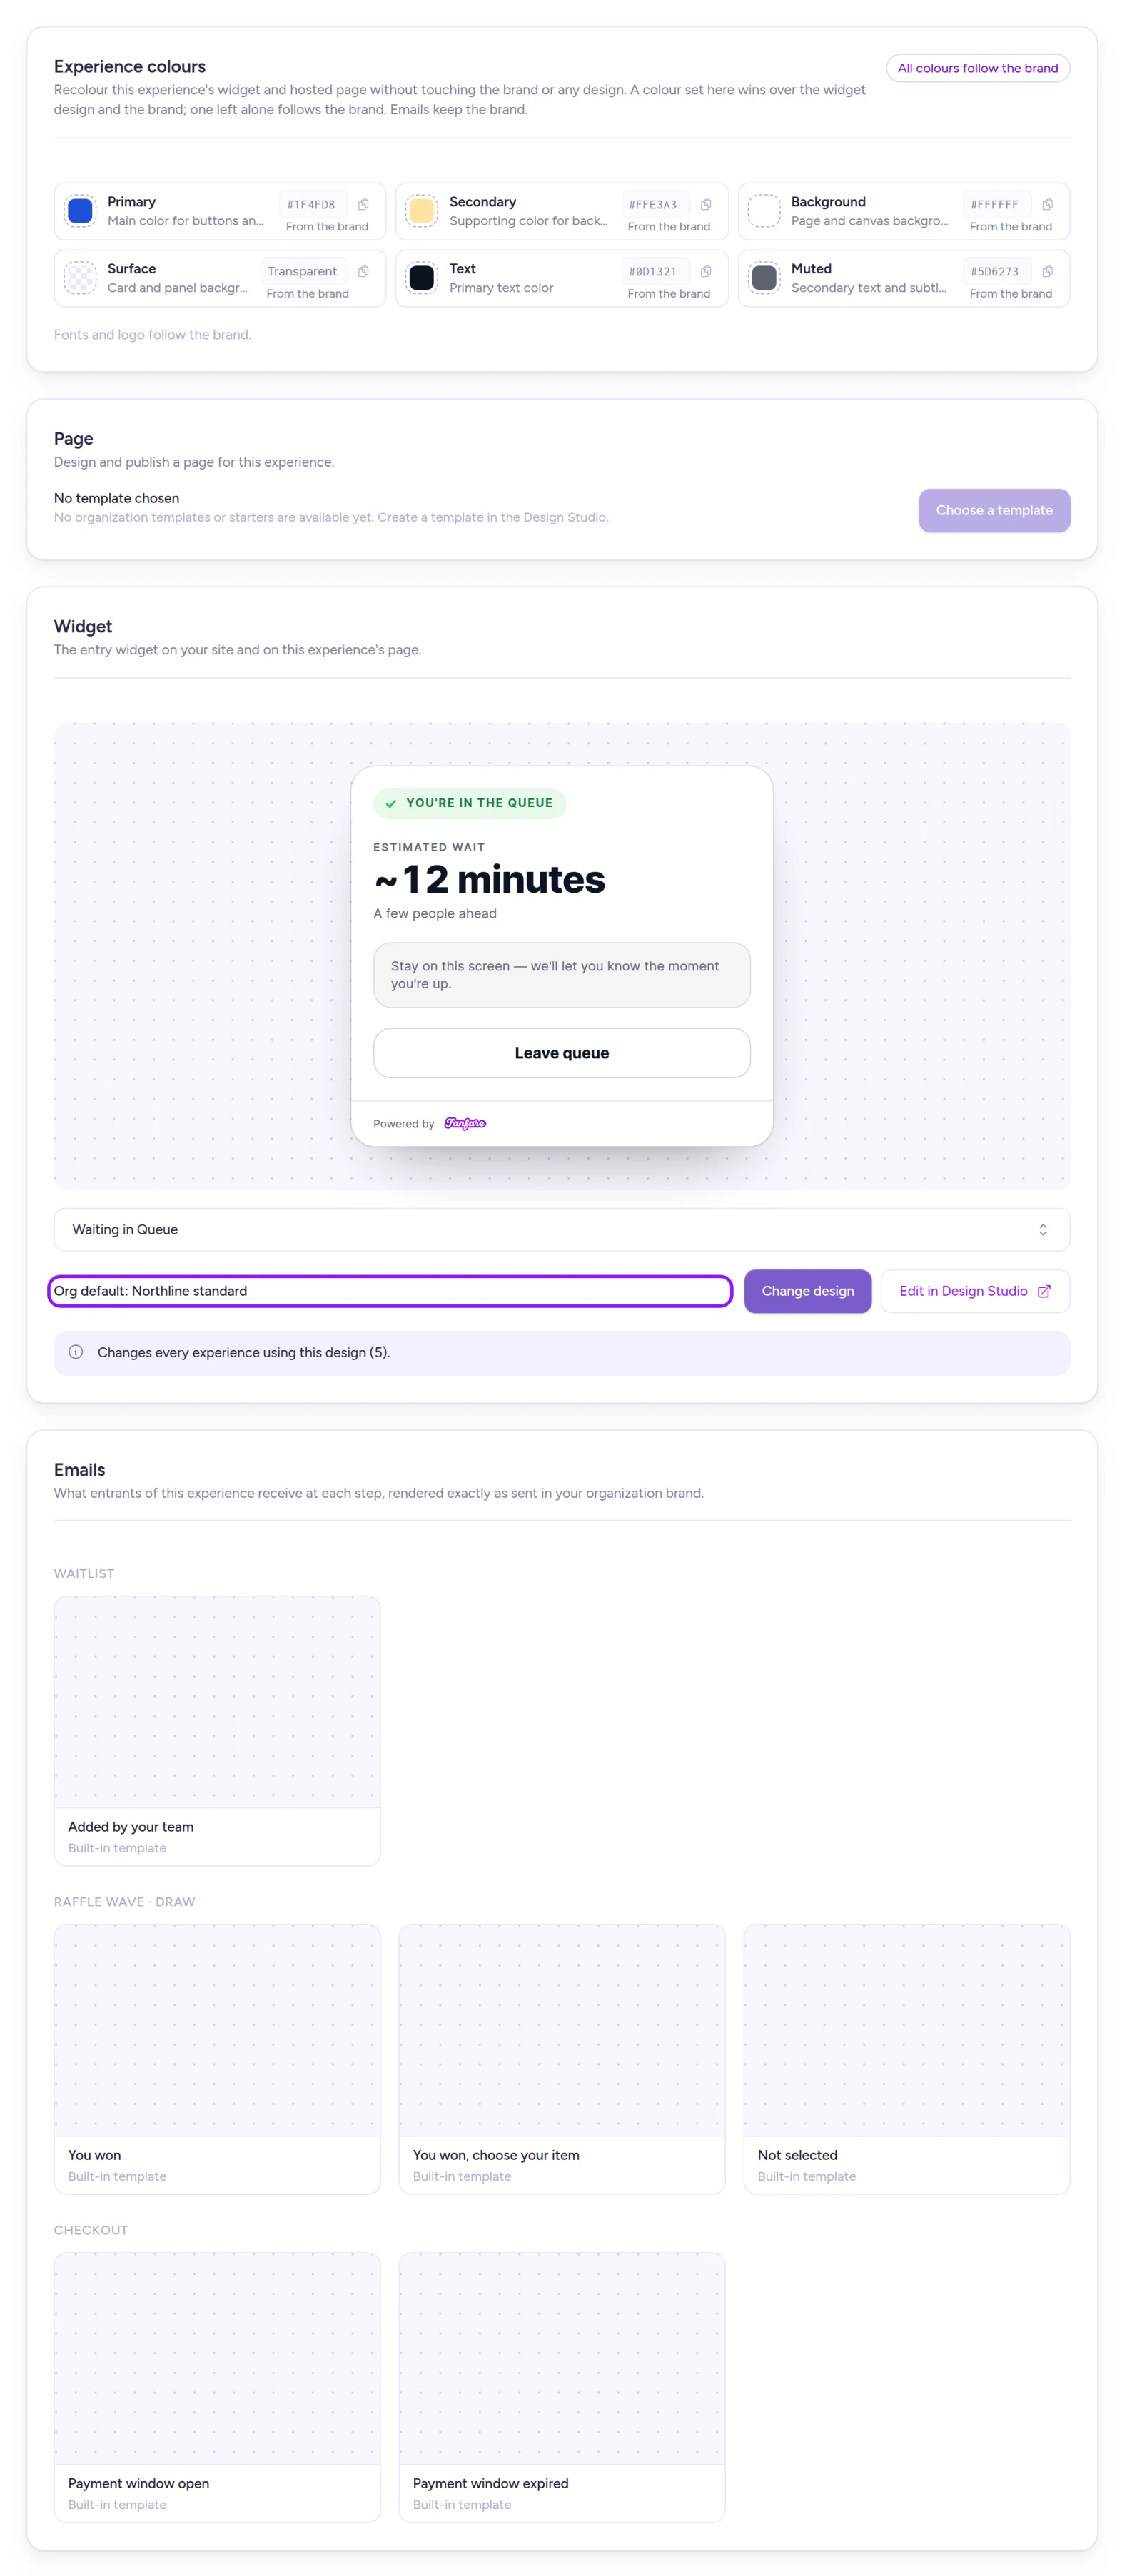 Experience colours
All colours follow the brand
Recolour this experience's widget and hosted page without touching the brand or any design. A colour set here wins over the widget
design and the brand; one left alone follows the brand. Emails keep the brand.
Primary
Main color for buttons an...
#1F4FD8
From the brand
Secondary
Supporting color for back...
#FFE3A3
From the brand
Background
Page and canvas backgro...
#FFFFFF
From the brand
Surface
Card and panel backgr...
Transparent
From the brand
Text
Primary text color
#0D1321
From the brand
Muted
Secondary text and subtl...
#5D6273
From the brand
Fonts and logo follow the brand.
Page
Design and publish a page for this experience.
No template chosen
No organization templates or starters are available yet. Create a template in the Design Studio.
Choose a template
Widget
The entry widget on your site and on this experience's page.
YOU'RE IN THE QUEUE
ESTIMATED WAIT
~12 minutes
A few people ahead
Stay on this screen — we'll let you know the moment
you're up.
Leave queue
Powered by Fanfare
Waiting in Queue
Org default: Northline standard
Change design
Edit in Design Studio
Changes every experience using this design (5).
Emails
What entrants of this experience receive at each step, rendered exactly as sent in your organization brand.
WAITLIST
Added by your team
Built-in template
RAFFLE WAVE · DRAW
You won
Built-in template
You won, choose your item
Built-in template
Not selected
Built-in template
CHECKOUT
Payment window open
Built-in template
Payment window expired
Built-in template